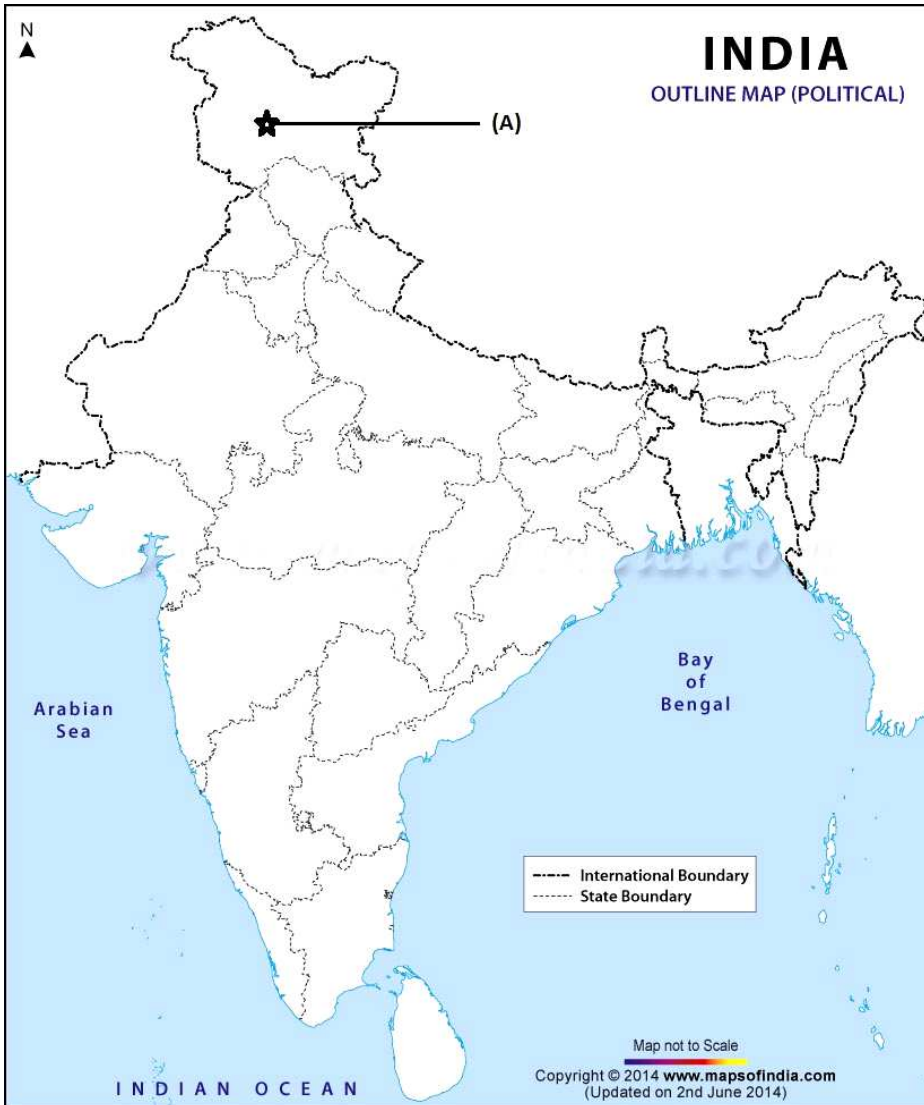 N
INDIA
OUTLINE MAP (POLITICAL)
(A)
Arabian
Sea
Bay
of
Bengal
International Boundary
State Boundary
INDIAN OCEAN
Map not to Scale
Copyright © 2014 www.mapsofindia.com
(Updated on 2nd June 2014)